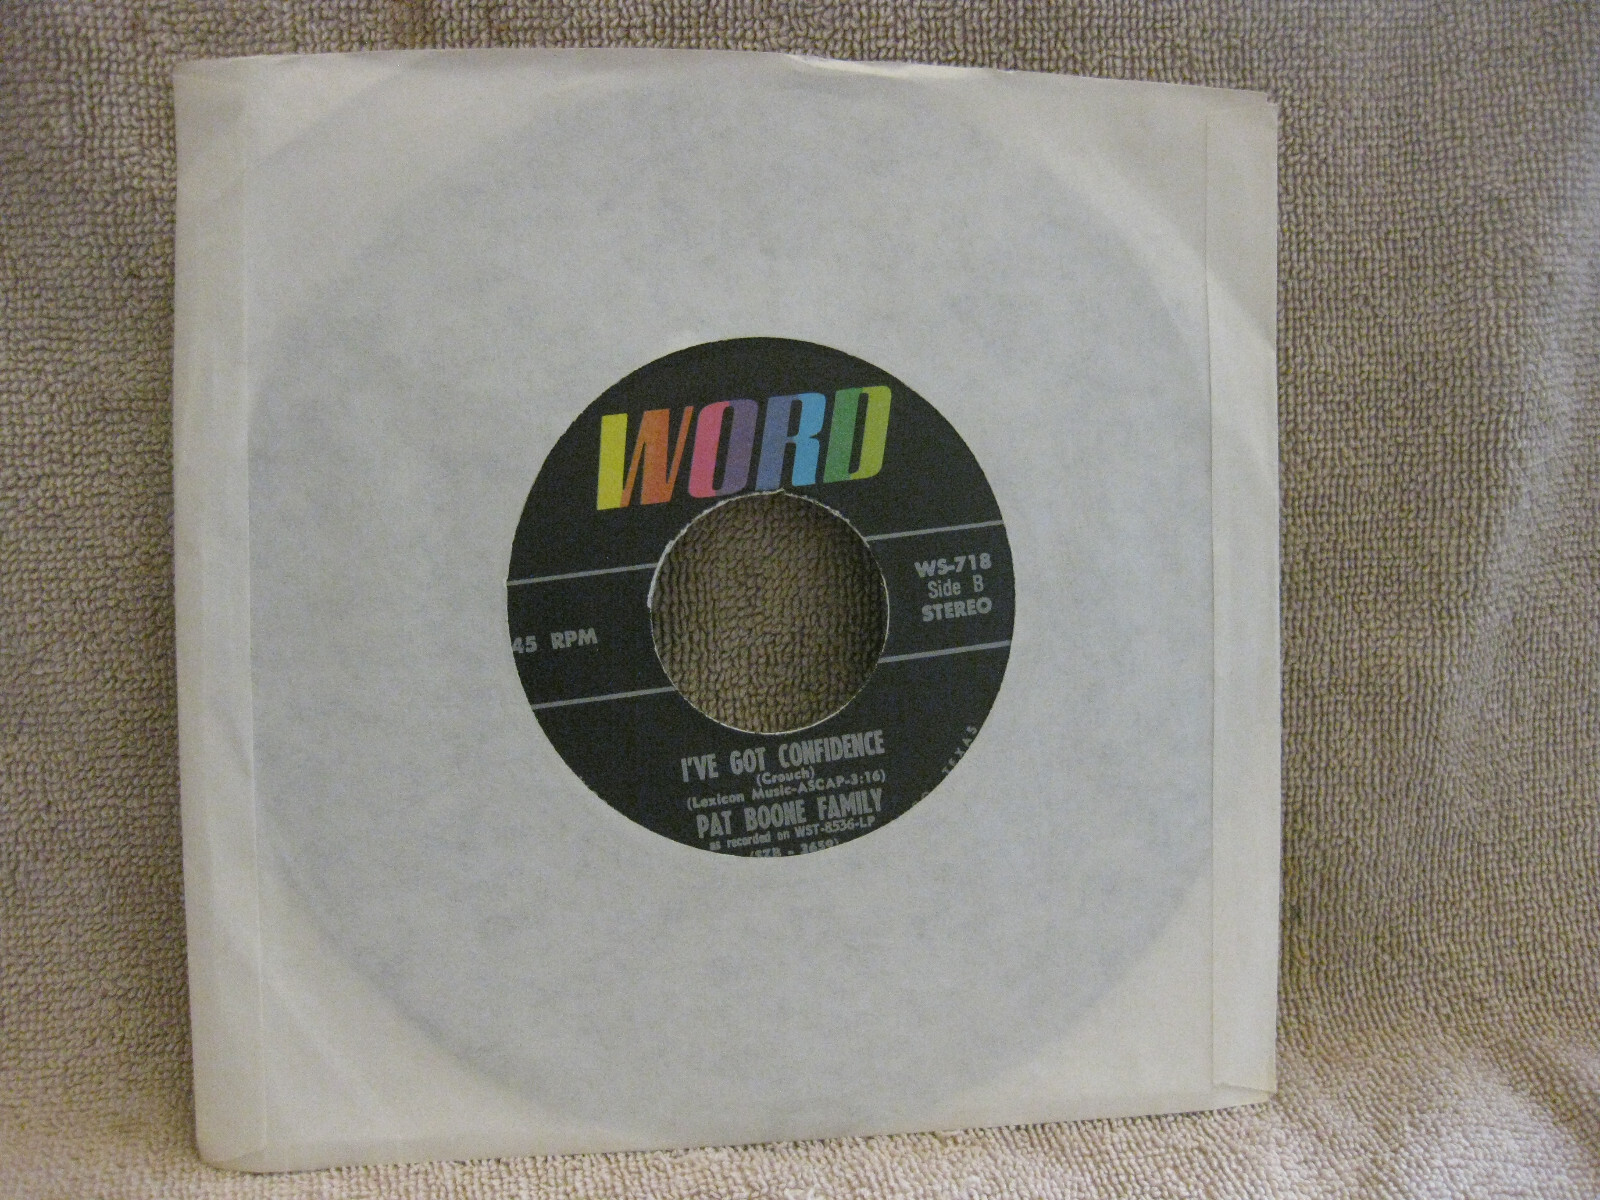 WORD
WS-718
Side B
STEREO
45 RPM
I'VE GOT CONFIDENCE
(Crouch)
(Lexicon Music-ASCAP-3:16)
PAT BOONE FAMILY
as recorded on WST-8536-LP
TEXAS